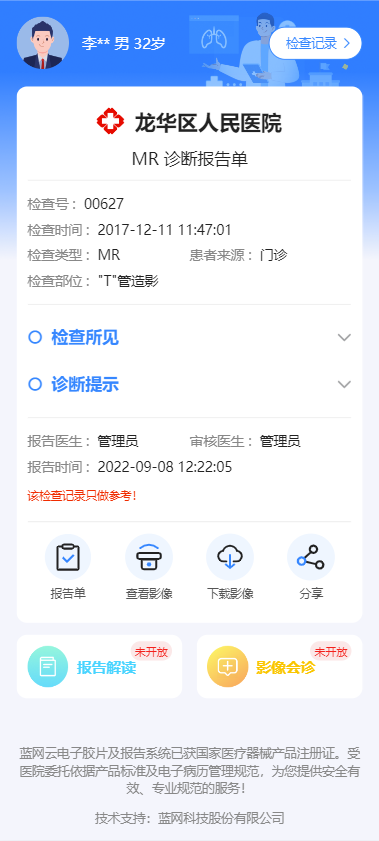 李** 男 32岁
检查记录
龙华区人民医院
MR 诊断报告单
检查号：00627
检查时间：2017-12-11 11:47:01
检查类型：MR 患者来源：门诊
检查部位："T"管造影
检查所见
诊断提示
报告医生：管理员 审核医生：管理员
报告时间：2022-09-08 12:22:05
该检查记录只做参考！
报告单 查看影像 下载影像 分享
未开放 未开放
报告解读 影像会诊
蓝网云电子胶片及报告系统已获国家医疗器械产品注册证。受
医院委托依据产品标准及电子病历管理规范，为您提供安全有
效、专业规范的服务！
技术支持：蓝网科技股份有限公司